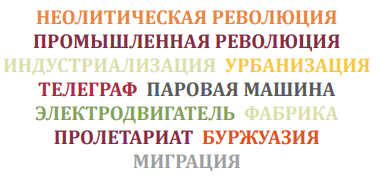 НЕОЛИТИЧЕСКАЯ РЕВОЛЮЦИЯ
ПРОМЫШЛЕННАЯ РЕВОЛЮЦИЯ
ИНДУСТРИАЛИЗАЦИЯ УРБАНИЗАЦИЯ
ТЕЛЕГРАФ ПАРОВАЯ МАШИНА
ЭЛЕКТРОДВИГАТЕЛЬ ФАБРИКА
ПРОЛЕТАРИАТ БУРЖУАЗИЯ
МИГРАЦИЯ